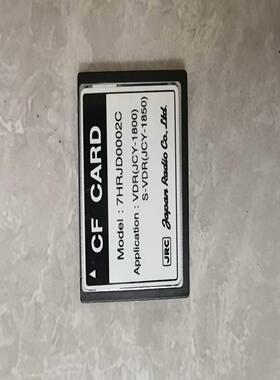 ▲ CF CARD
Model : 7HRJD0002C
Application : VDR(JCY-1800)
S-VDR(JCY-1850)
JRC Japan Radio Co., Ltd.